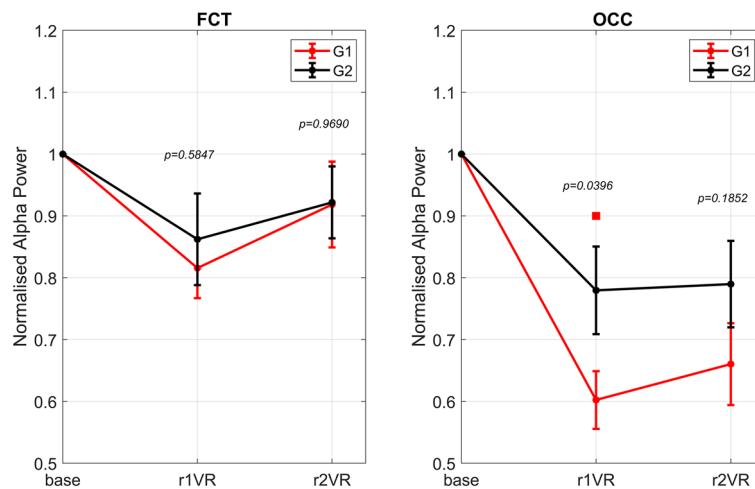 FCT
1.2
1.1
1
0.9
0.8
0.7
0.6
0.5
Normalised Alpha Power
G1
G2
p=0.5847
p=0.9690
base
r1VR
r2VR
OCC
1.2
1.1
1
0.9
0.8
0.7
0.6
0.5
Normalised Alpha Power
G1
G2
p=0.0396
p=0.1852
base
r1VR
r2VR